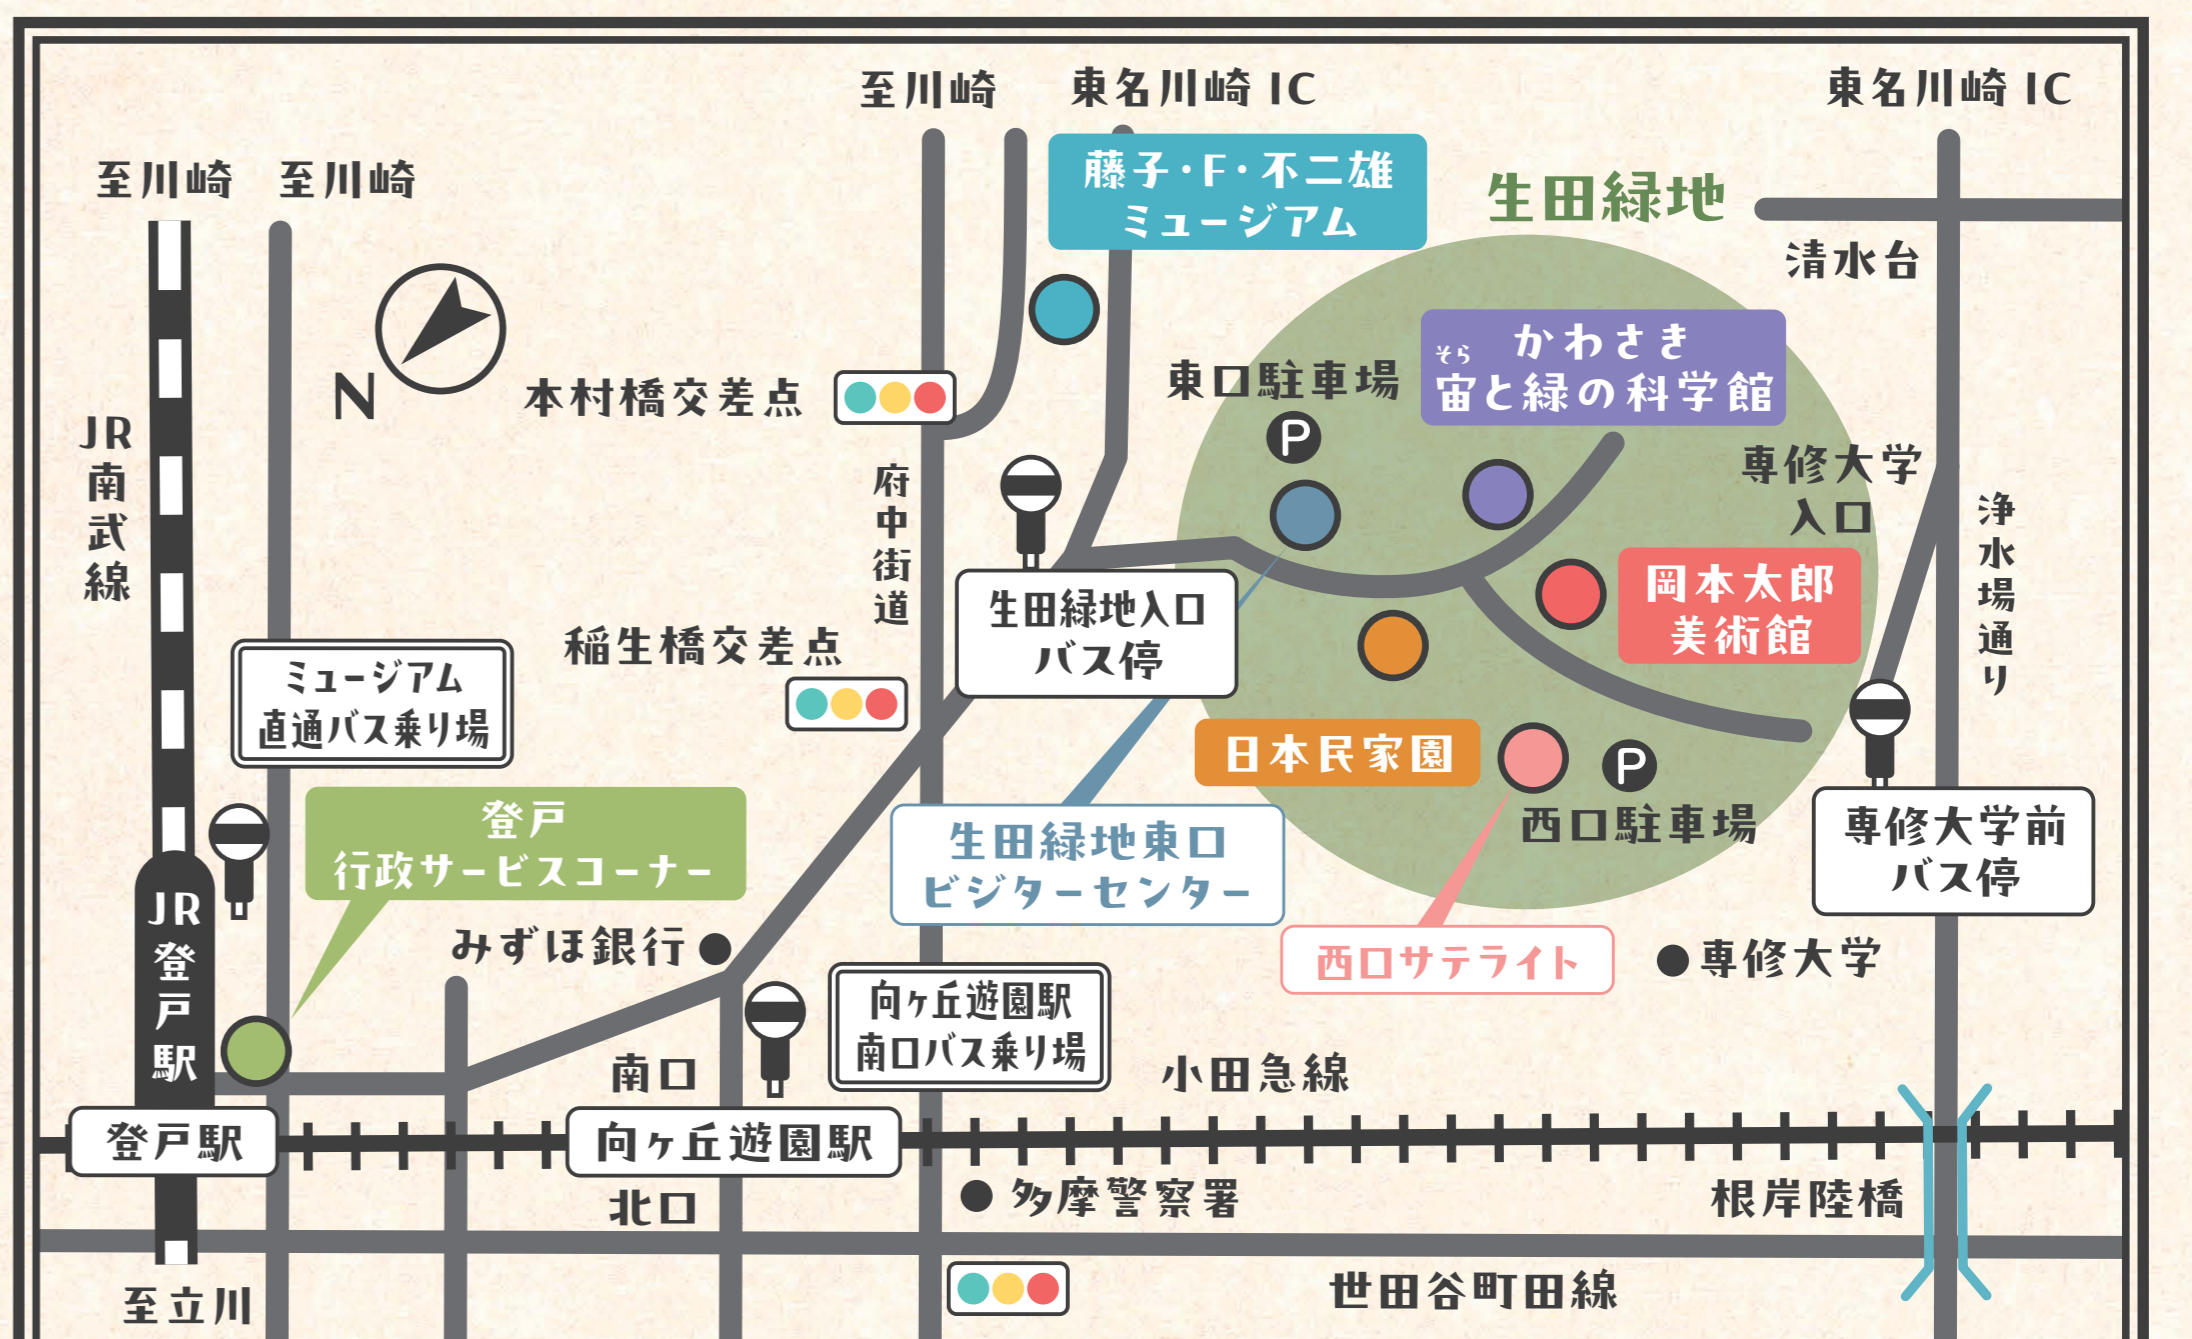 至川崎
東名川崎 IC
東名川崎 IC
至川崎
至川崎
藤子・F・不二雄
ミュージアム
生田緑地
清水台
N
本村橋交差点
東口駐車場
P
そら
かわさき
宙と緑の科学館
JR南武線
府中街道
専修大学
入口
浄水場通り
生田緑地入口
バス停
岡本太郎
美術館
稲生橋交差点
ミュージアム
直通バス乗り場
日本民家園
P
西口駐車場
登戸
行政サービスコーナー
生田緑地東口
ビジターセンター
専修大学前
バス停
JR登戸駅
みずほ銀行
西口サテライト
専修大学
向ヶ丘遊園駅
南口バス乗り場
南口
小田急線
登戸駅
向ヶ丘遊園駅
北口
多摩警察署
根岸陸橋
至立川
世田谷町田線